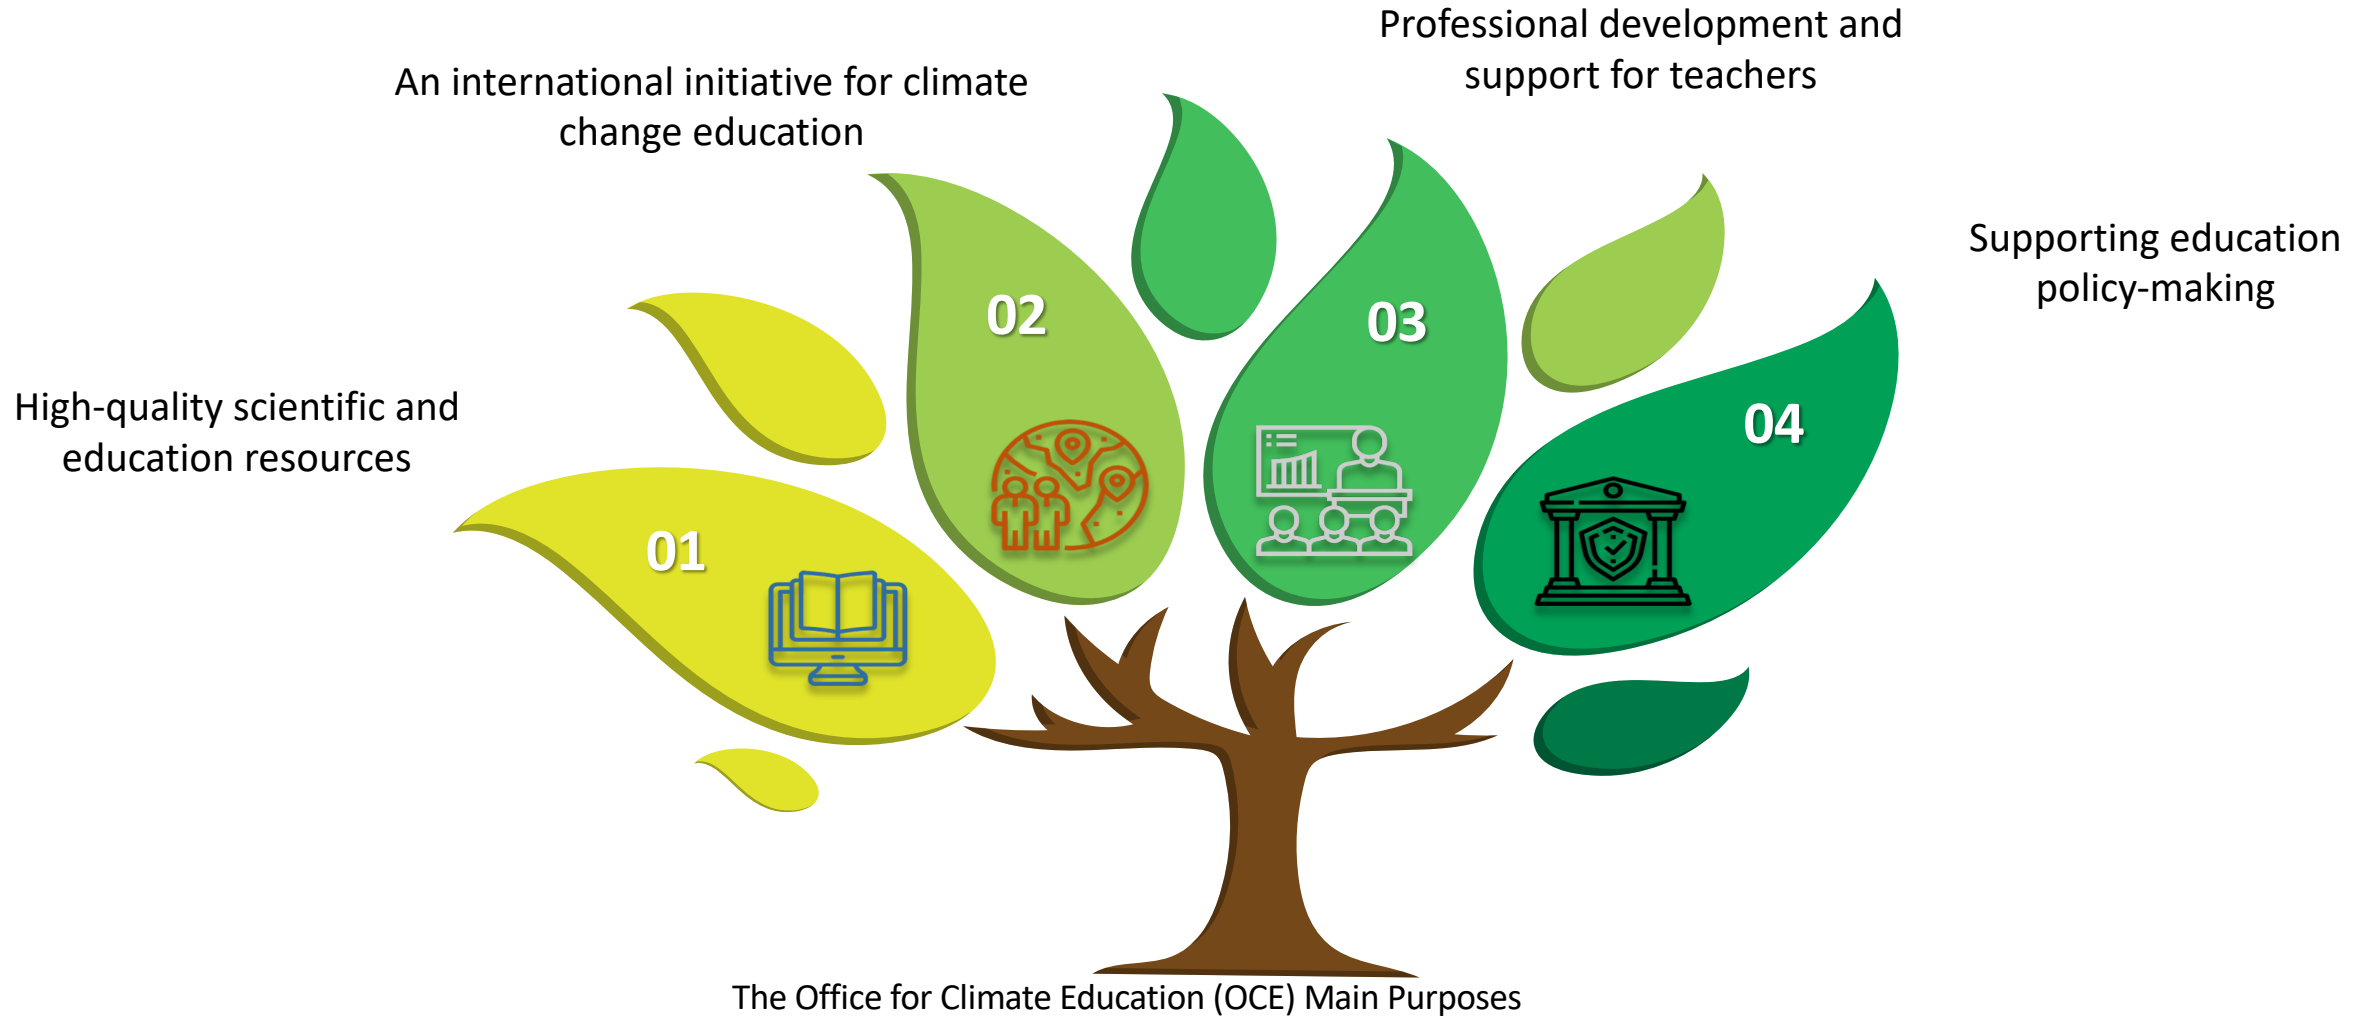 High-quality scientific and
education resources
01
An international initiative for climate
change education
02
Professional development and
support for teachers
03
Supporting education
policy-making
04
The Office for Climate Education (OCE) Main Purposes